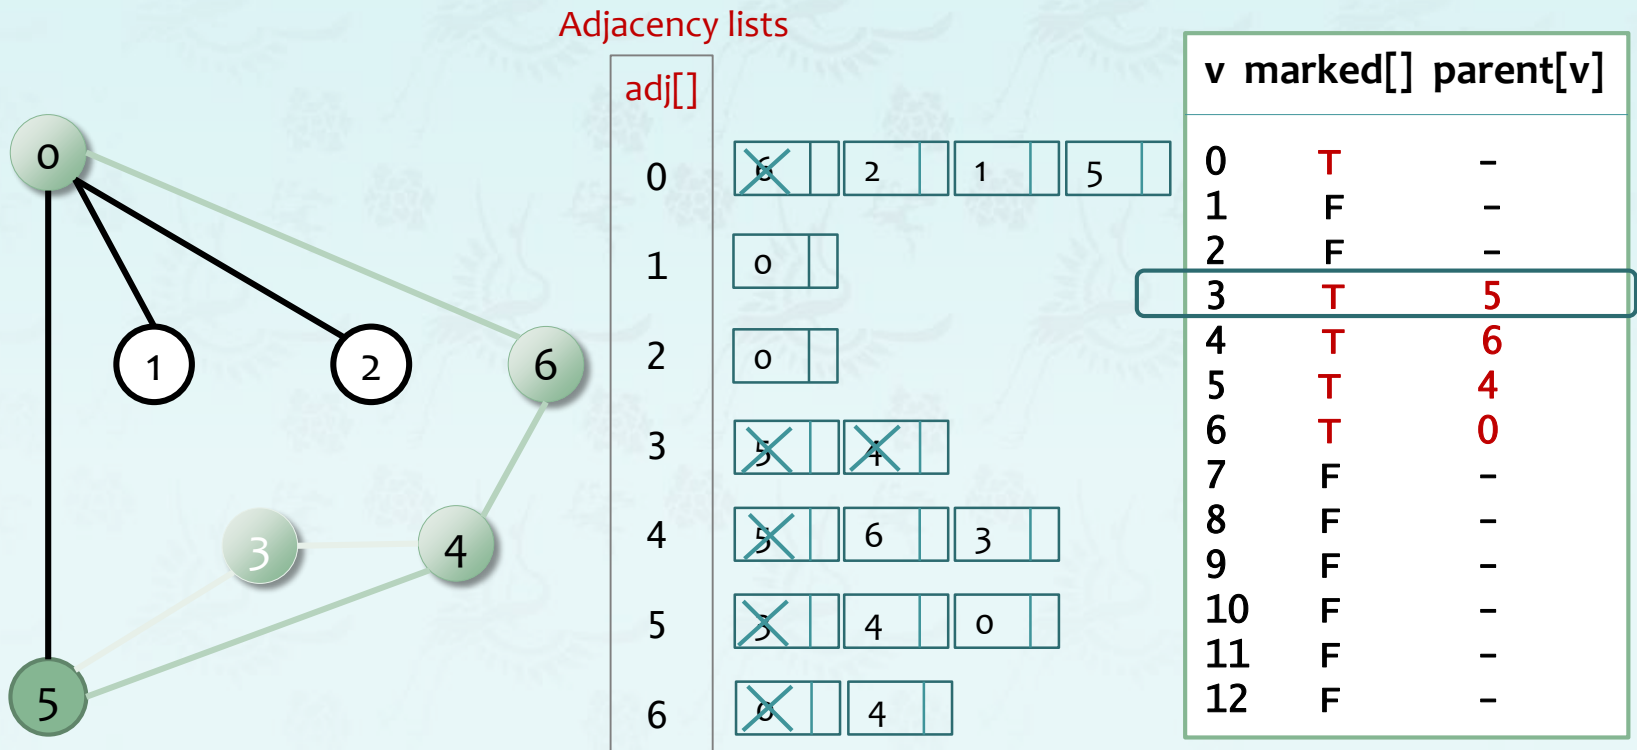 Adjacency lists
adj[]
0 6 2 1 5
1 0
2 0
3 5 4
4 5 6 3
5 3 4 0
6 0 4
0
1
2
6
3
4
5
v marked[] parent[v]
0 T –
1 F –
2 F –
3 T 5
4 T 6
5 T 4
6 T 0
7 F –
8 F –
9 F –
10 F –
11 F –
12 F –